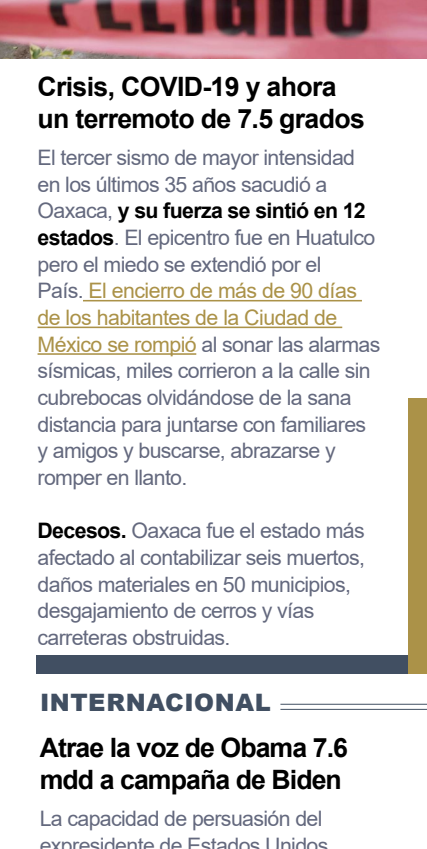 PELIGRO
Crisis, COVID-19 y ahora
un terremoto de 7.5 grados
El tercer sismo de mayor intensidad
en los últimos 35 años sacudió a
Oaxaca, y su fuerza se sintió en 12
estados. El epicentro fue en Huatulco
pero el miedo se extendió por el
País. El encierro de más de 90 días
de los habitantes de la Ciudad de
México se rompió al sonar las alarmas
sísmicas, miles corrieron a la calle sin
cubrebocas olvidándose de la sana
distancia para juntarse con familiares
y amigos y buscarse, abrazarse y
romper en llanto.
Decesos. Oaxaca fue el estado más
afectado al contabilizar seis muertos,
daños materiales en 50 municipios,
desgajamiento de cerros y vías
carreteras obstruidas.
INTERNACIONAL
Atrae la voz de Obama 7.6
mdd a campaña de Biden
La capacidad de persuasión del
expresidente de Estados Unidos